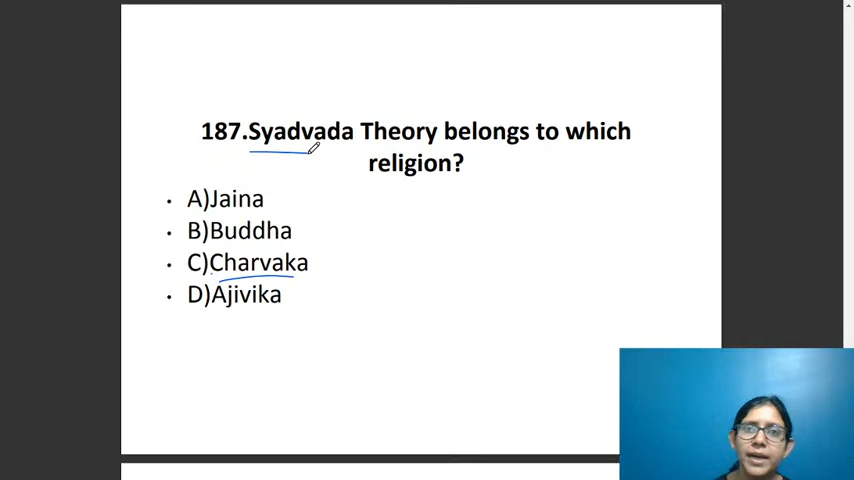 187.Syadvada Theory belongs to which
religion?
• A)Jaina
• B)Buddha
• C)Charvaka
• D)Ajivika